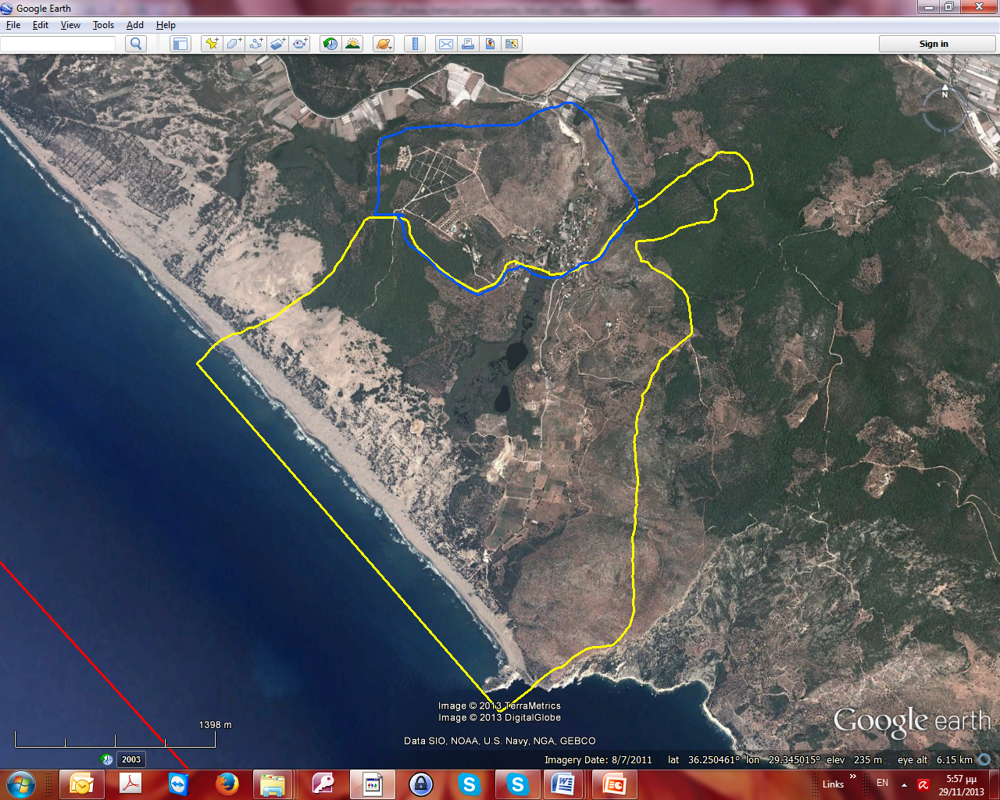 Google Earth
File Edit View Tools Add Help
Sign in
N
1398 m
2003
Image © 2013 TerraMetrics
Image © 2013 DigitalGlobe
Data SIO, NOAA, U.S. Navy, NGA, GEBCO
Google earth
Imagery Date: 8/7/2011 lat 36.250461° lon 29.345015° elev 235 m eye alt 6.15 km
Links » EN 5:57 μμ
29/11/2013